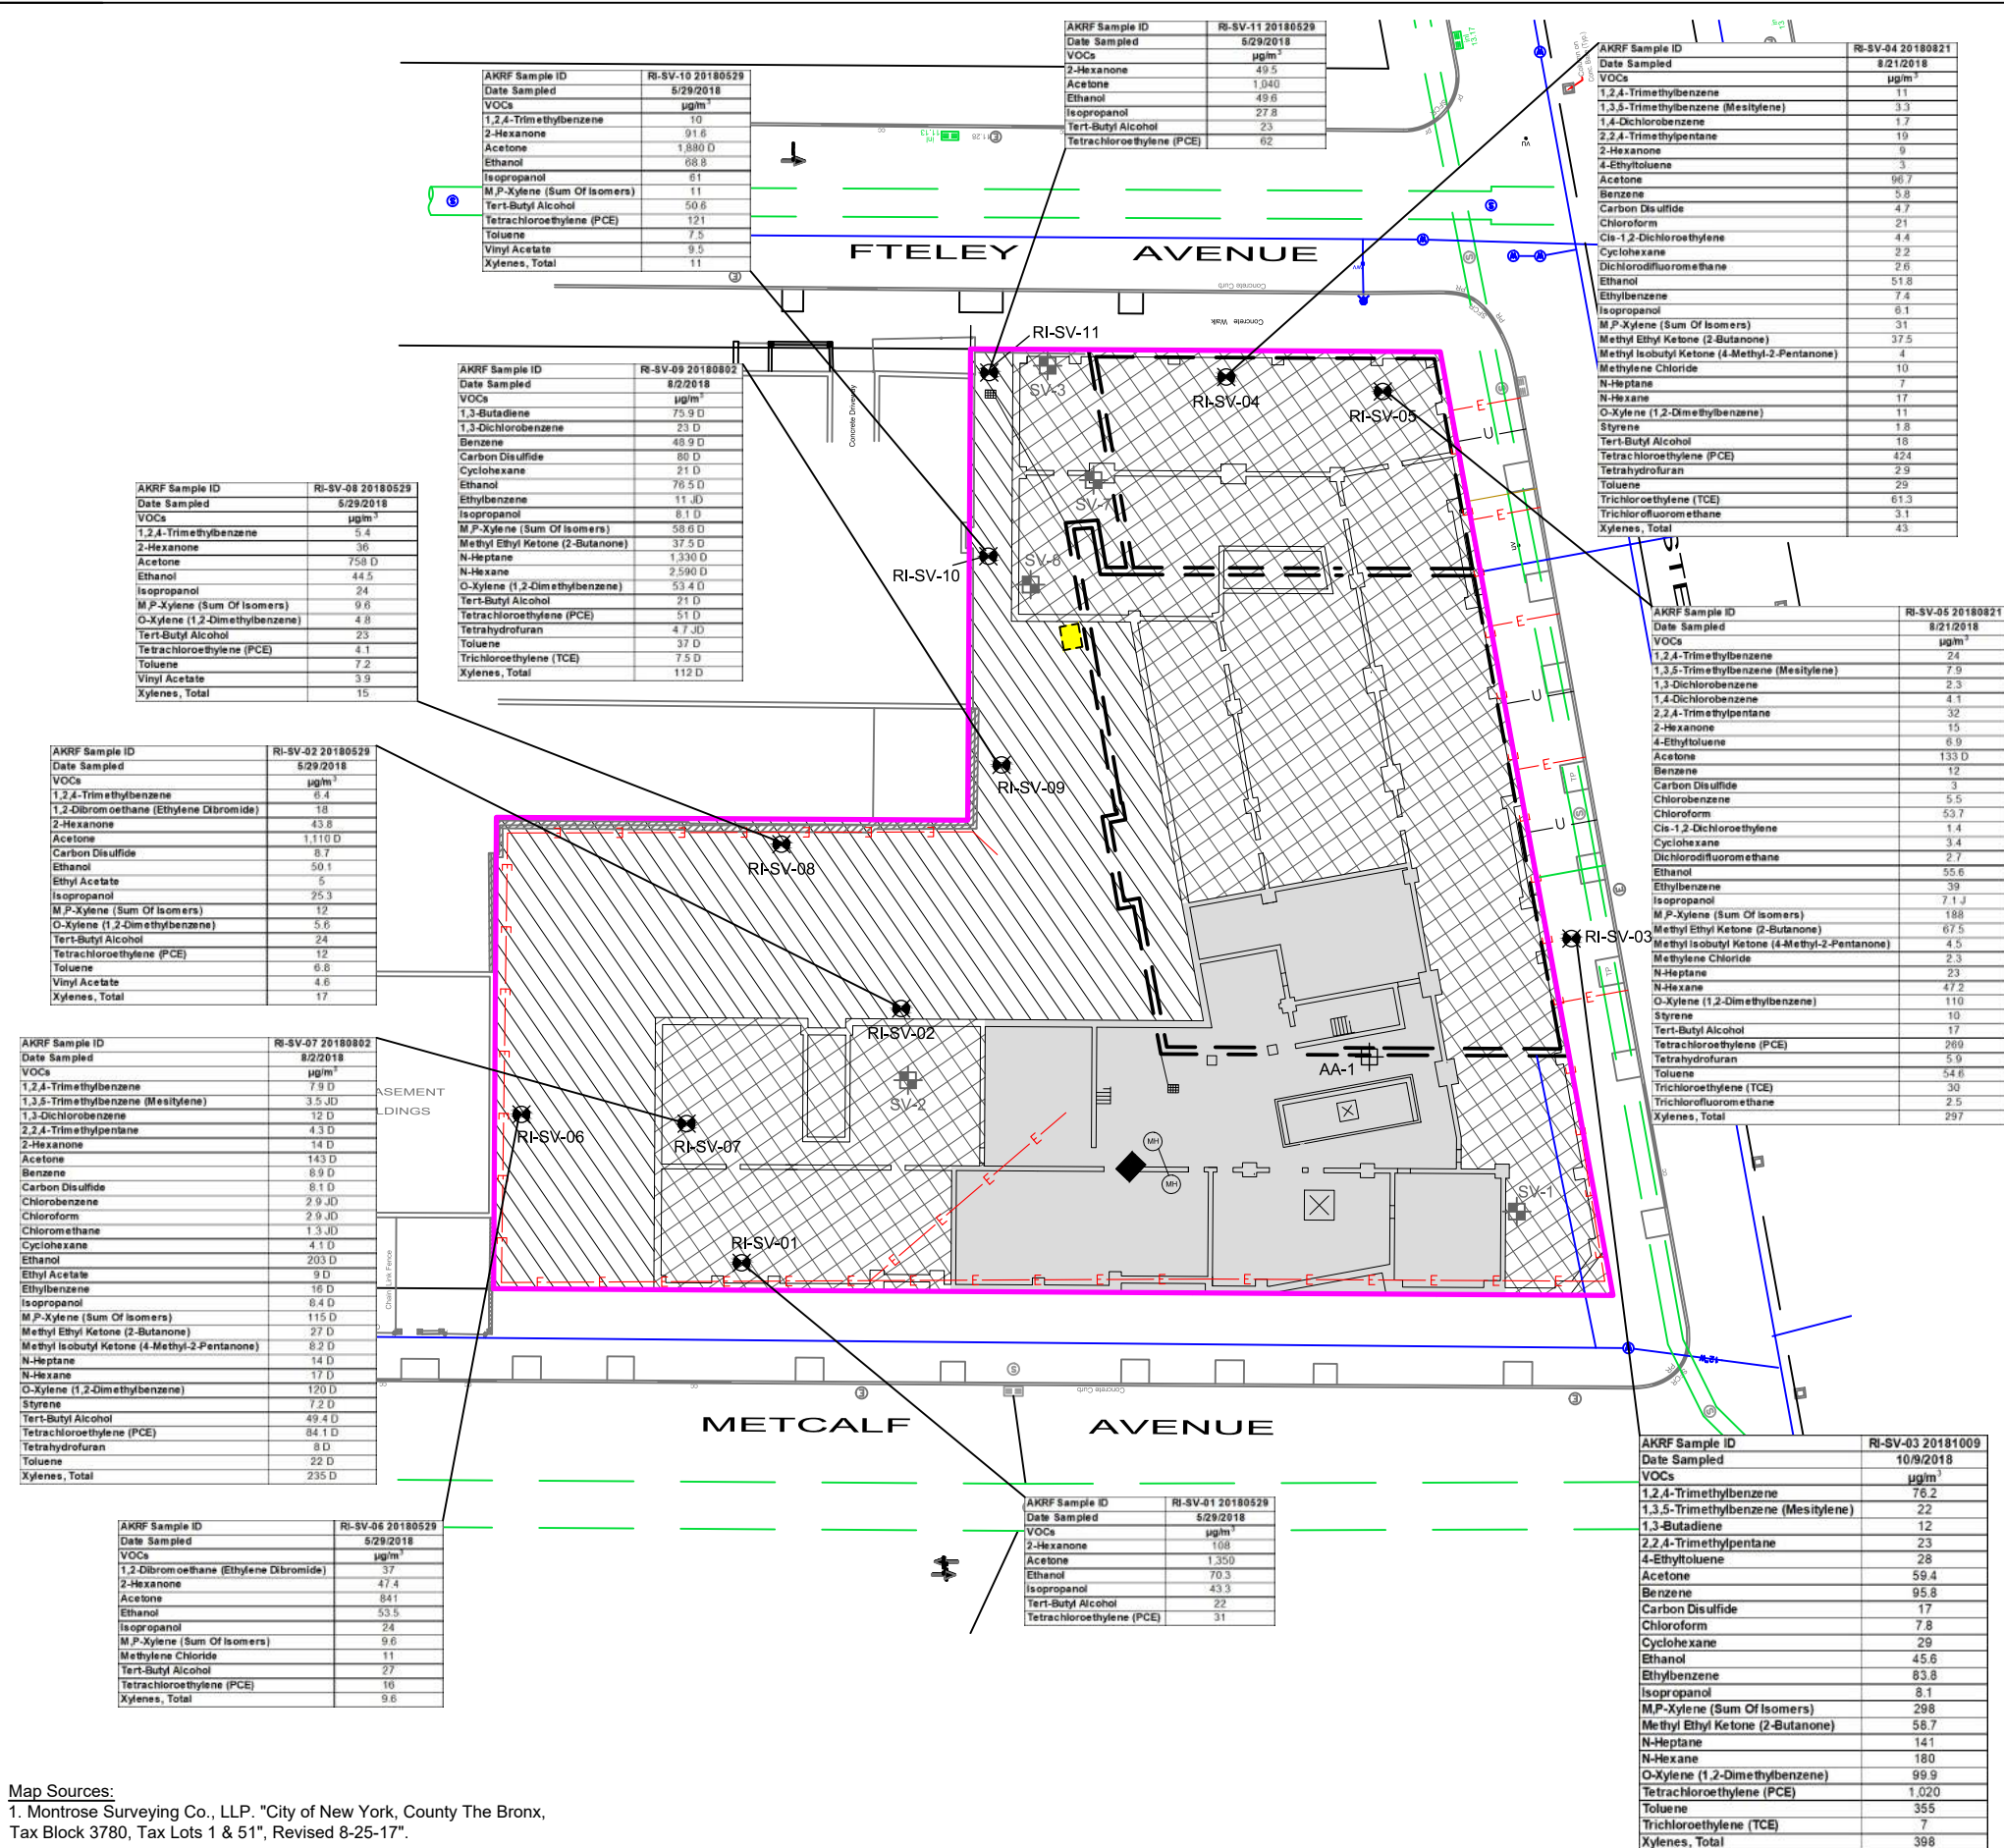 AKRF Sample ID RI-SV-11 20180529
Date Sampled 5/29/2018
VOCs µg/m³
2-Hexanone 49.5
Acetone 1,040
Ethanol 49.6
Isopropanol 27.8
Tert-Butyl Alcohol 23
Tetrachloroethylene (PCE) 62
AKRF Sample ID RI-SV-10 20180529
Date Sampled 5/29/2018
VOCs µg/m³
1,2,4-Trimethylbenzene 10
2-Hexanone 91.6
Acetone 1,880 D
Ethanol 68.8
Isopropanol 61
M,P-Xylene (Sum Of Isomers) 11
Tert-Butyl Alcohol 50.6
Tetrachloroethylene (PCE) 121
Toluene 7.5
Vinyl Acetate 9.5
Xylenes, Total 11
AKRF Sample ID RI-SV-04 20180821
Date Sampled 8/21/2018
VOCs µg/m³
1,2,4-Trimethylbenzene 11
1,3,5-Trimethylbenzene (Mesitylene) 3.3
1,4-Dichlorobenzene 1.7
2,2,4-Trimethylpentane 19
2-Hexanone 9
4-Ethyltoluene 3
Acetone 96.7
Benzene 5.8
Carbon Disulfide 4.7
Chloroform 21
Cis-1,2-Dichloroethylene 4.4
Cyclohexane 2.2
Dichlorodifluoromethane 2.6
Ethanol 51.8
Ethylbenzene 7.4
Isopropanol 6.1
M,P-Xylene (Sum Of Isomers) 31
Methyl Ethyl Ketone (2-Butanone) 37.5
Methyl Isobutyl Ketone (4-Methyl-2-Pentanone) 4
Methylene Chloride 10
N-Heptane 7
N-Hexane 17
O-Xylene (1,2-Dimethylbenzene) 11
Styrene 1.8
Tert-Butyl Alcohol 18
Tetrachloroethylene (PCE) 424
Tetrahydrofuran 2.9
Toluene 29
Trichloroethylene (TCE) 61.3
Trichlorofluoromethane 3.1
Xylenes, Total 43
FTELEY AVENUE
Concrete Curb
Concrete Walk
Concrete Driveway
AKRF Sample ID RI-SV-09 20180802
Date Sampled 8/2/2018
VOCs µg/m³
1,3-Butadiene 75.9 D
1,3-Dichlorobenzene 23 D
Benzene 48.9 D
Carbon Disulfide 80 D
Cyclohexane 21 D
Ethanol 76.5 D
Ethylbenzene 11 JD
Isopropanol 8.1 D
M,P-Xylene (Sum Of Isomers) 58.6 D
Methyl Ethyl Ketone (2-Butanone) 37.5 D
N-Heptane 1,330 D
N-Hexane 2,590 D
O-Xylene (1,2-Dimethylbenzene) 53.4 D
Tert-Butyl Alcohol 21 D
Tetrachloroethylene (PCE) 51 D
Tetrahydrofuran 4.7 JD
Toluene 37 D
Trichloroethylene (TCE) 7.5 D
Xylenes, Total 112 D
RI-SV-11
SV-3
RI-SV-04
RI-SV-05
SV-7
RI-SV-10
SV-8
AKRF Sample ID RI-SV-08 20180529
Date Sampled 5/29/2018
VOCs µg/m³
1,2,4-Trimethylbenzene 5.4
2-Hexanone 36
Acetone 758 D
Ethanol 44.5
Isopropanol 24
M,P-Xylene (Sum Of Isomers) 9.6
O-Xylene (1,2-Dimethylbenzene) 4.8
Tert-Butyl Alcohol 23
Tetrachloroethylene (PCE) 4.1
Toluene 7.2
Vinyl Acetate 3.9
Xylenes, Total 15
AKRF Sample ID RI-SV-05 20180821
Date Sampled 8/21/2018
VOCs µg/m³
1,2,4-Trimethylbenzene 24
1,3,5-Trimethylbenzene (Mesitylene) 7.9
1,3-Dichlorobenzene 2.3
1,4-Dichlorobenzene 4.1
2,2,4-Trimethylpentane 32
2-Hexanone 15
4-Ethyltoluene 6.9
Acetone 133 D
Benzene 12
Carbon Disulfide 3
Chlorobenzene 5.5
Chloroform 53.7
Cis-1,2-Dichloroethylene 1.4
Cyclohexane 3.4
Dichlorodifluoromethane 2.7
Ethanol 55.6
Ethylbenzene 39
Isopropanol 7.1 J
M,P-Xylene (Sum Of Isomers) 188
Methyl Ethyl Ketone (2-Butanone) 67.5
Methyl Isobutyl Ketone (4-Methyl-2-Pentanone) 4.5
Methylene Chloride 2.3
N-Heptane 23
N-Hexane 47.2
O-Xylene (1,2-Dimethylbenzene) 110
Styrene 10
Tert-Butyl Alcohol 17
Tetrachloroethylene (PCE) 269
Tetrahydrofuran 5.9
Toluene 54.6
Trichloroethylene (TCE) 30
Trichlorofluoromethane 2.5
Xylenes, Total 297
AKRF Sample ID RI-SV-02 20180529
Date Sampled 5/29/2018
VOCs µg/m³
1,2,4-Trimethylbenzene 6.4
1,2-Dibromoethane (Ethylene Dibromide) 18
2-Hexanone 43.8
Acetone 1,110 D
Carbon Disulfide 8.7
Ethanol 50.1
Ethyl Acetate 5
Isopropanol 25.3
M,P-Xylene (Sum Of Isomers) 12
O-Xylene (1,2-Dimethylbenzene) 5.6
Tert-Butyl Alcohol 24
Tetrachloroethylene (PCE) 12
Toluene 6.8
Vinyl Acetate 4.6
Xylenes, Total 17
RI-SV-09
RI-SV-08
RI-SV-03
RI-SV-02
AA-1
SV-2
RI-SV-06
RI-SV-07
MH
MH
SV-1
RI-SV-01
ASEMENT
LDINGS
Chain Link Fence
AKRF Sample ID RI-SV-07 20180802
Date Sampled 8/2/2018
VOCs µg/m³
1,2,4-Trimethylbenzene 7.9 D
1,3,5-Trimethylbenzene (Mesitylene) 3.5 JD
1,3-Dichlorobenzene 12 D
2,2,4-Trimethylpentane 4.3 D
2-Hexanone 14 D
Acetone 143 D
Benzene 8.9 D
Carbon Disulfide 8.1 D
Chlorobenzene 2.9 JD
Chloroform 2.9 JD
Chloromethane 1.3 JD
Cyclohexane 4.1 D
Ethanol 203 D
Ethyl Acetate 9 D
Ethylbenzene 16 D
Isopropanol 8.4 D
M,P-Xylene (Sum Of Isomers) 115 D
Methyl Ethyl Ketone (2-Butanone) 27 D
Methyl Isobutyl Ketone (4-Methyl-2-Pentanone) 8.2 D
N-Heptane 14 D
N-Hexane 17 D
O-Xylene (1,2-Dimethylbenzene) 120 D
Styrene 7.2 D
Tert-Butyl Alcohol 49.4 D
Tetrachloroethylene (PCE) 84.1 D
Tetrahydrofuran 8 D
Toluene 22 D
Xylenes, Total 235 D
Concrete Curb
METCALF AVENUE
AKRF Sample ID RI-SV-06 20180529
Date Sampled 5/29/2018
VOCs µg/m³
1,2-Dibromoethane (Ethylene Dibromide) 37
2-Hexanone 47.4
Acetone 841
Ethanol 53.5
Isopropanol 24
M,P-Xylene (Sum Of Isomers) 9.6
Methylene Chloride 11
Tert-Butyl Alcohol 27
Tetrachloroethylene (PCE) 16
Xylenes, Total 9.6
AKRF Sample ID RI-SV-01 20180529
Date Sampled 5/29/2018
VOCs µg/m³
2-Hexanone 108
Acetone 1,350
Ethanol 70.3
Isopropanol 43.3
Tert-Butyl Alcohol 22
Tetrachloroethylene (PCE) 31
AKRF Sample ID RI-SV-03 20181009
Date Sampled 10/9/2018
VOCs µg/m³
1,2,4-Trimethylbenzene 76.2
1,3,5-Trimethylbenzene (Mesitylene) 22
1,3-Butadiene 12
2,2,4-Trimethylpentane 23
4-Ethyltoluene 28
Acetone 59.4
Benzene 95.8
Carbon Disulfide 17
Chloroform 7.8
Cyclohexane 29
Ethanol 45.6
Ethylbenzene 83.8
Isopropanol 8.1
M,P-Xylene (Sum Of Isomers) 298
Methyl Ethyl Ketone (2-Butanone) 58.7
N-Heptane 141
N-Hexane 180
O-Xylene (1,2-Dimethylbenzene) 99.9
Tetrachloroethylene (PCE) 1,020
Toluene 355
Trichloroethylene (TCE) 7
Xylenes, Total 398
Map Sources:
1. Montrose Surveying Co., LLP. "City of New York, County The Bronx,
Tax Block 3780, Tax Lots 1 & 51", Revised 8-25-17".